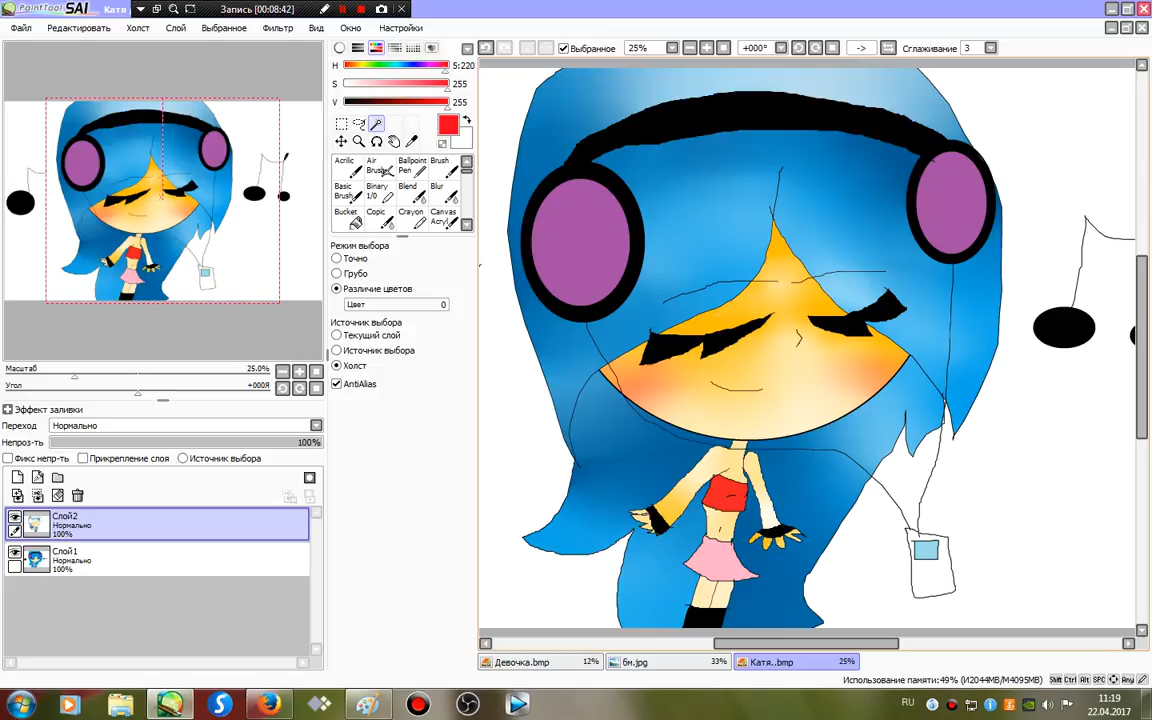 PaintTool SAI Катя Запись [00:08:42]
Файл Редактировать Холст Слой Выбранное Фильтр Вид Окно Настройки
Выбранное 25% +000° -> Сглаживание 3
H 5:220
S 255
V 255
Acrilic Air Brush Ballpoint Pen Brush
Basic Brush Binary 1/0 Blend Blur
Bucket Copic Crayon Canvas Acryl
Режим выбора
Точно
Грубо
Различие цветов
Цвет 0
Источник выбора
Текущий слой
Источник выбора
Холст
AntiAlias
Масштаб 25.0%
Угол +000Я
Эффект заливки
Переход Нормально
Непроз-ть 100%
Фикс непр-ть Прикрепление слоя Источник выбора
Слой2
Нормально
100%
Слой1
Нормально
100%
Девочка.bmp 12% бн.jpg 33% Катя..bmp 25%
Использование памяти:49% (И2044M/M4095M) Shift Ctrl Alt SPC Any
RU 11:19
22.04.2017